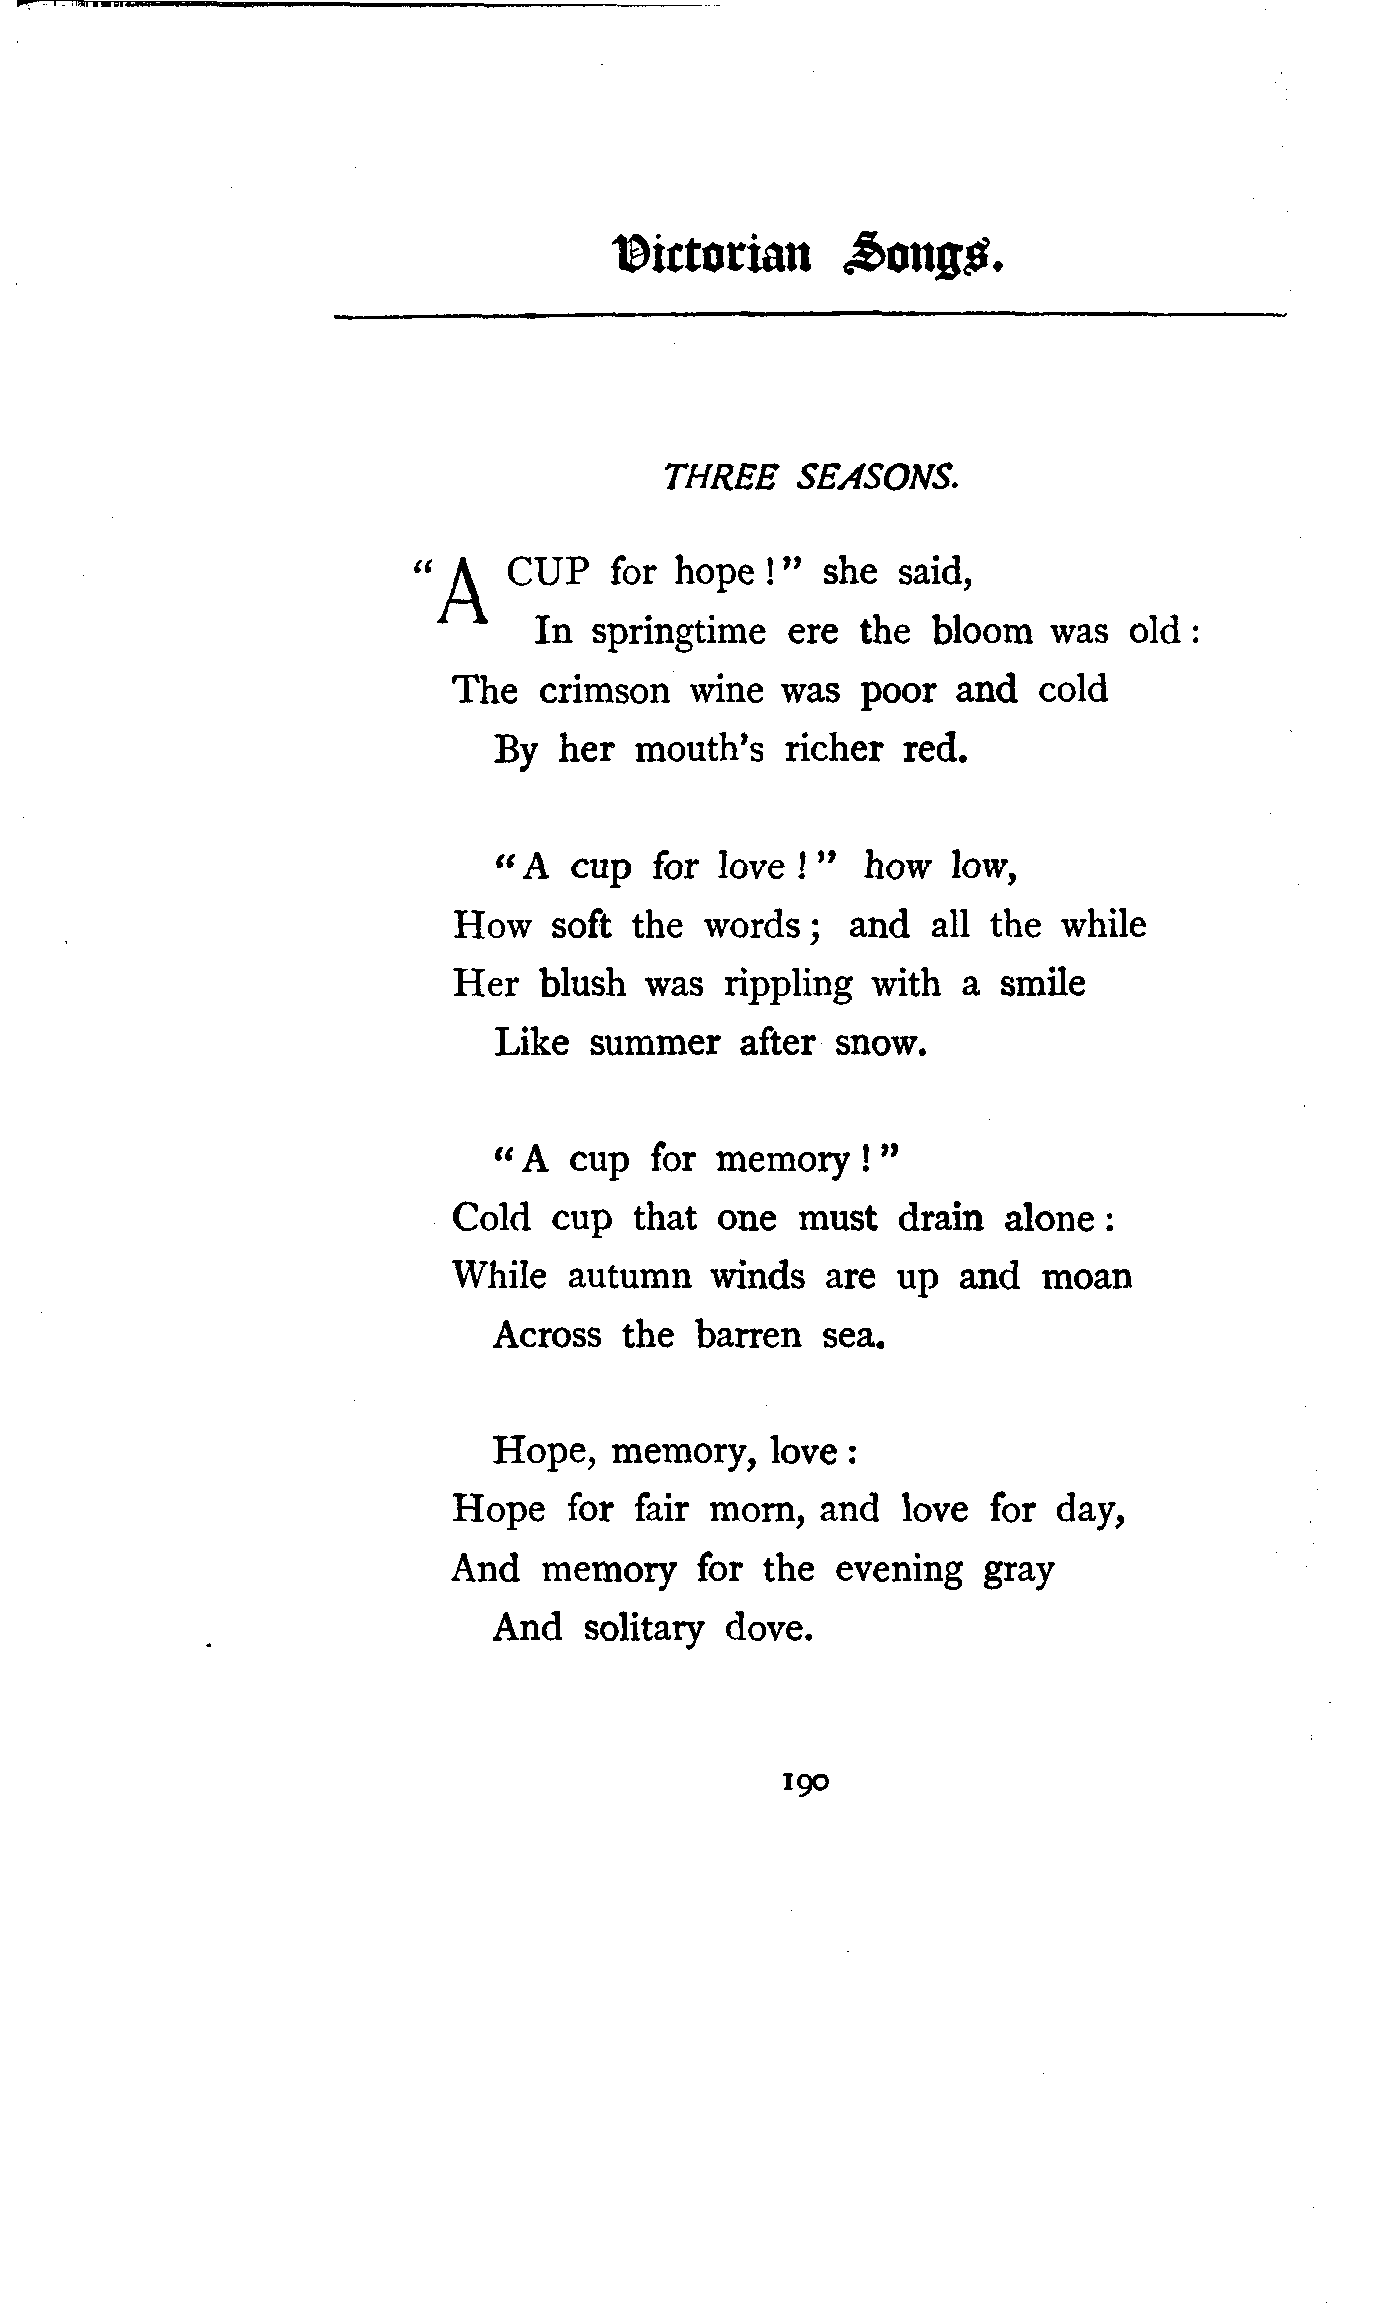 Victorian Songs.
THREE SEASONS.
"A CUP for hope!" she said,
In springtime ere the bloom was old:
The crimson wine was poor and cold
By her mouth's richer red.
"A cup for love!" how low,
How soft the words; and all the while
Her blush was rippling with a smile
Like summer after snow.
"A cup for memory!"
Cold cup that one must drain alone:
While autumn winds are up and moan
Across the barren sea.
Hope, memory, love:
Hope for fair morn, and love for day,
And memory for the evening gray
And solitary dove.
190